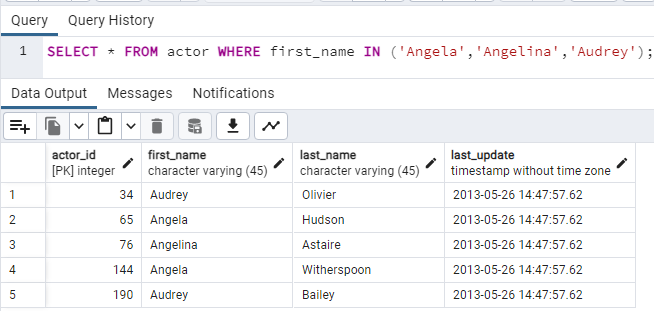 Query Query History
1 SELECT * FROM actor WHERE first_name IN ('Angela','Angelina','Audrey');
Data Output Messages Notifications
actor_id first_name last_name last_update
[PK] integer character varying (45) character varying (45) timestamp without time zone
1 34 Audrey Olivier 2013-05-26 14:47:57.62
2 65 Angela Hudson 2013-05-26 14:47:57.62
3 76 Angelina Astaire 2013-05-26 14:47:57.62
4 144 Angela Witherspoon 2013-05-26 14:47:57.62
5 190 Audrey Bailey 2013-05-26 14:47:57.62